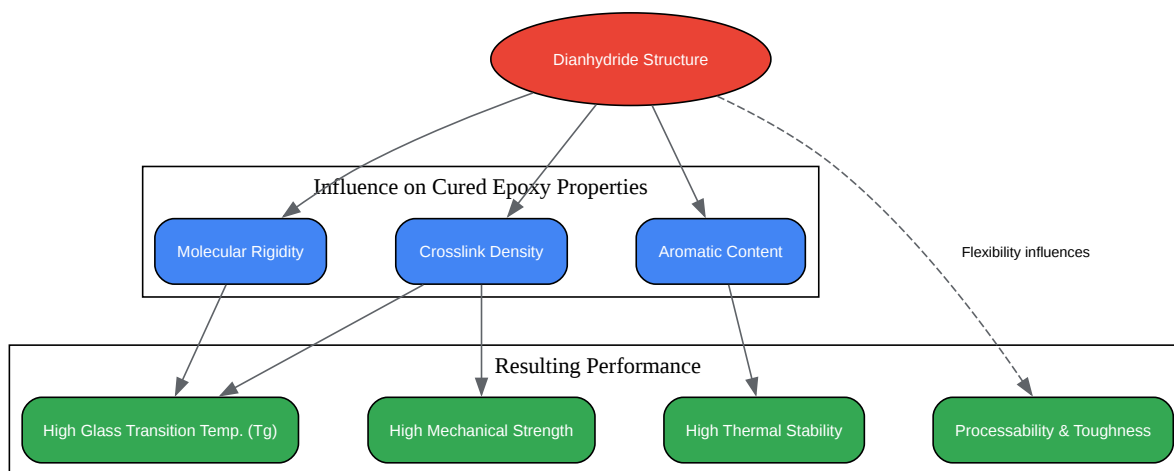 Dianhydride Structure
Influence on Cured Epoxy Properties
Molecular Rigidity
Crosslink Density
Aromatic Content
Flexibility influences
Resulting Performance
High Glass Transition Temp. (Tg)
High Mechanical Strength
High Thermal Stability
Processability & Toughness